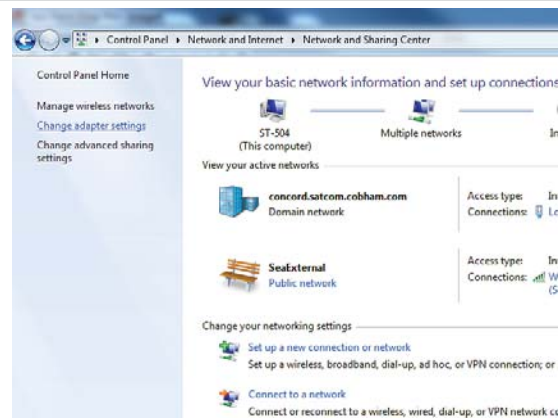 Control Panel ▸ Network and Internet ▸ Network and Sharing Center
Control Panel Home
Manage wireless networks
Change adapter settings
Change advanced sharing
settings
View your basic network information and set up connections
ST-504
(This computer)
Multiple networks
In
View your active networks
concord.satcom.cobham.com
Domain network
Access type: In
Connections: Lo
SeaExternal
Public network
Access type: In
Connections: W
(S
Change your networking settings
Set up a new connection or network
Set up a wireless, broadband, dial-up, ad hoc, or VPN connection; or
Connect to a network
Connect or reconnect to a wireless, wired, dial-up, or VPN network co